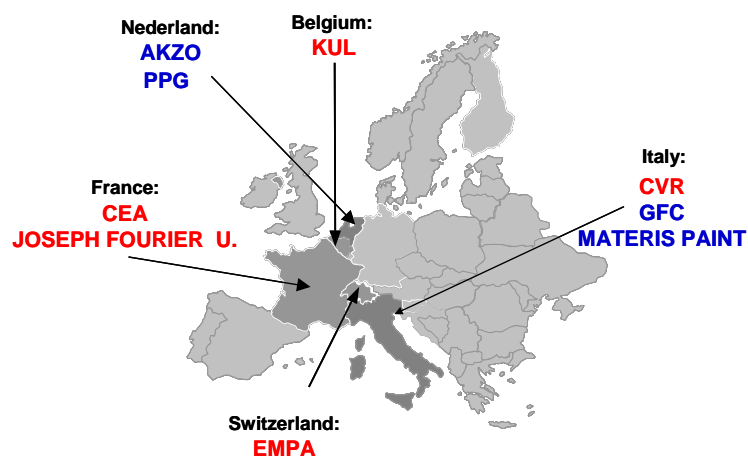 Nederland:
AKZO
PPG
Belgium:
KUL
Italy:
CVR
GFC
MATERIS PAINT
France:
CEA
JOSEPH FOURIER U.
Switzerland:
EMPA